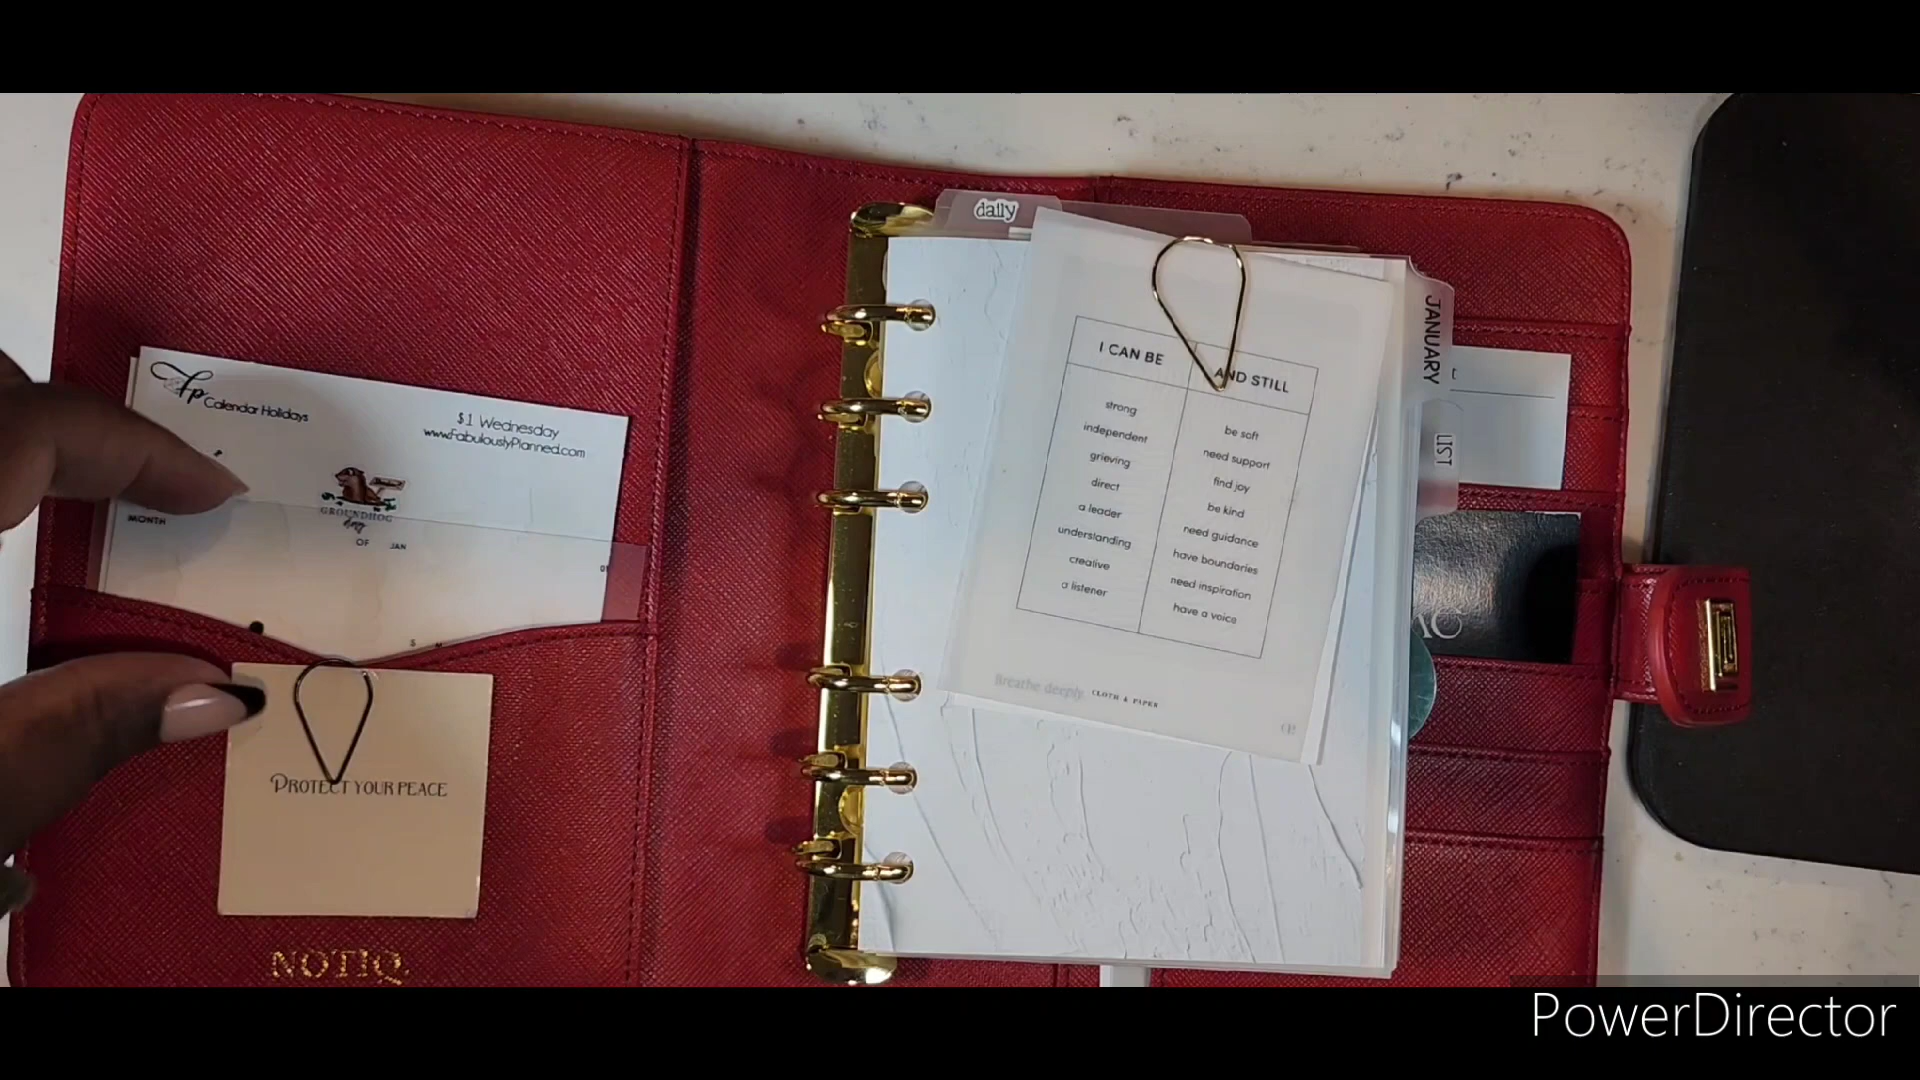 fp Calendar Holidays
$1 Wednesday
www.FabulouslyPlanned.com
GROUNDHOG
day
MONTH
OF JAN
S M
PROTECT YOUR PEACE
NOTIQ.
daily
I CAN BE AND STILL
strong be soft
independent need support
grieving find joy
direct be kind
a leader need guidance
understanding have boundaries
creative need inspiration
a listener have a voice
Breathe deeply CLOTH & PAPER
JANUARY
LIST
PowerDirector